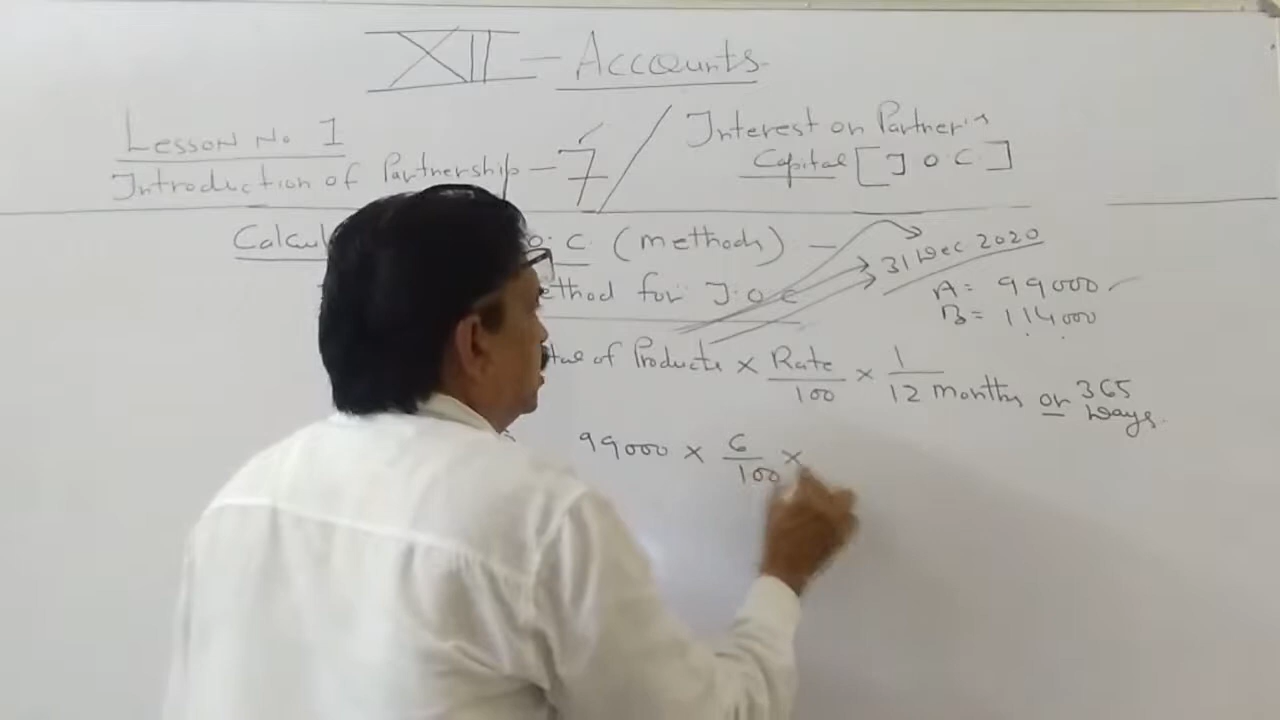 XII - Accounts
Lesson No. 1
Introduction of Partnership - 7 / Interest on Partner's
Capital [I.O.C.]
O.C. (methods) -
for I.O.C
31 Dec 2020
A = 99000
B = 114000
of Products × Rate/100 × 1/12 months or 365 Days.
99000 × 6/100 ×